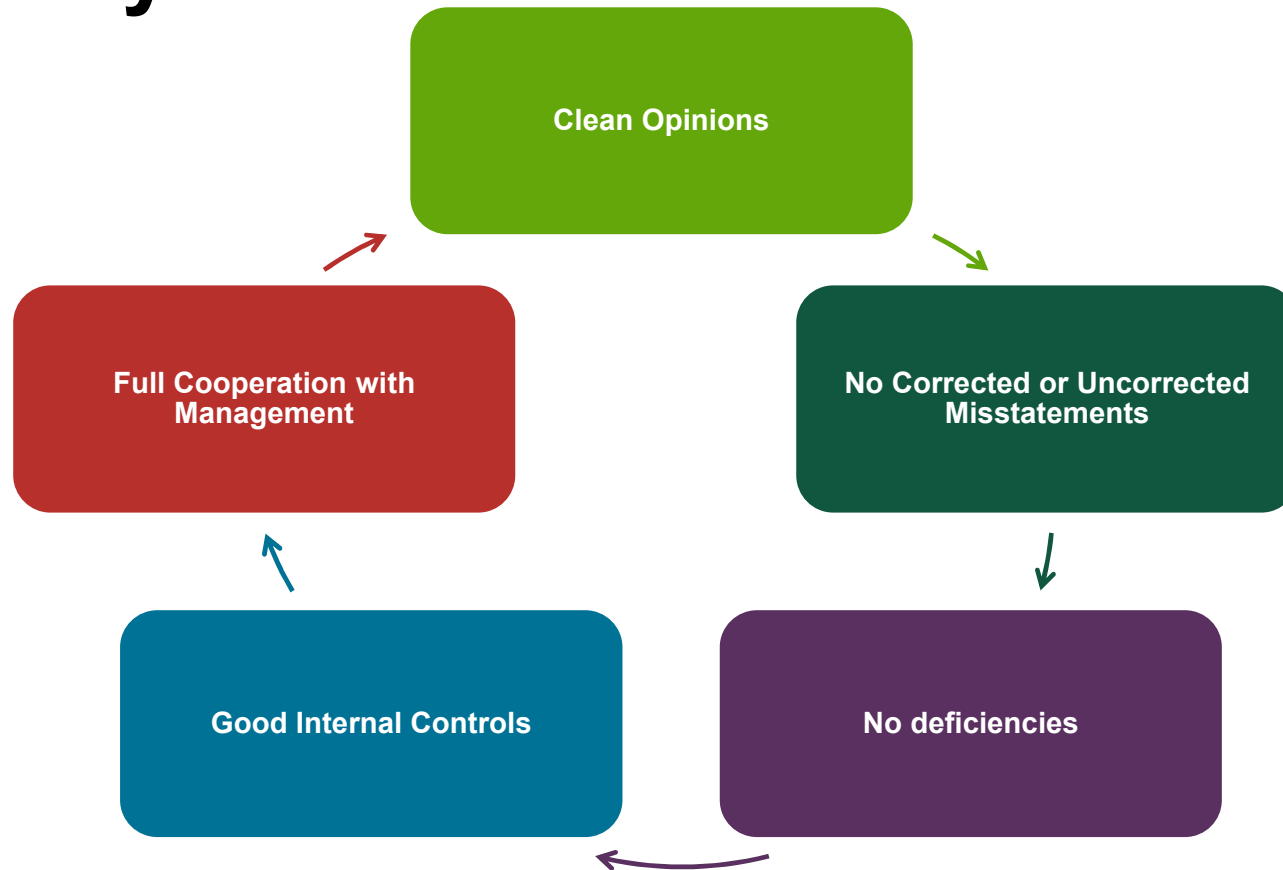 Clean Opinions
No Corrected or Uncorrected
Misstatements
No deficiencies
Good Internal Controls
Full Cooperation with
Management